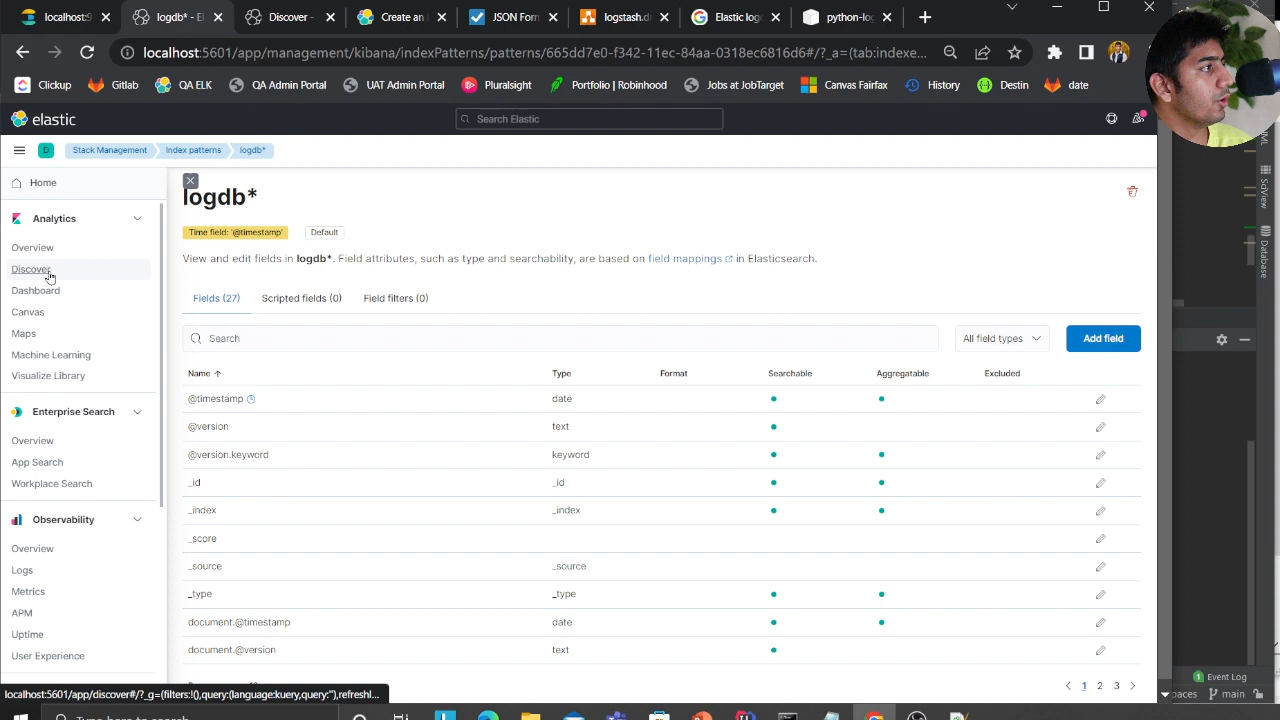 localhost:9
logdb* - E
Discover -
Create an I
JSON Form
logstash.dr
Elastic log
python-log
localhost:5601/app/management/kibana/indexPatterns/patterns/665dd7e0-f342-11ec-84aa-0318ec6816d6#/?_a=(tab:indexe...
Clickup
Gitlab
QA ELK
QA Admin Portal
UAT Admin Portal
Pluralsight
Portfolio | Robinhood
Jobs at JobTarget
Canvas Fairfax
History
Destin
date
elastic
Search Elastic
D
Stack Management
Index patterns
logdb*
Home
Analytics
Overview
Discover
Dashboard
Canvas
Maps
Machine Learning
Visualize Library
Enterprise Search
Overview
App Search
Workplace Search
Observability
Overview
Logs
Metrics
APM
Uptime
User Experience
logdb*
Time field: '@timestamp'
Default
View and edit fields in logdb*. Field attributes, such as type and searchability, are based on field mappings in Elasticsearch.
Fields (27)
Scripted fields (0)
Field filters (0)
Search
All field types
Add field
Name Type Format Searchable Aggregatable Excluded
@timestamp date
@version text
@version.keyword keyword
_id _id
_index _index
_score
_source _source
_type _type
document.@timestamp date
document.@version text
1 2 3
localhost:5601/app/discover#/?_g=(filters:!(),query:(language:kuery,query:''),refreshI...
SciView
Database
1 Event Log
paces
main